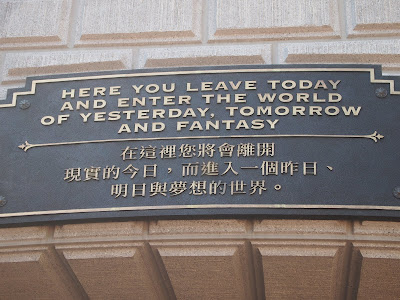 HERE YOU LEAVE TODAY
AND ENTER THE WORLD
OF YESTERDAY, TOMORROW
AND FANTASY
在這裡您將會離開
現實的今日，而進入一個昨日、
明日與夢想的世界。